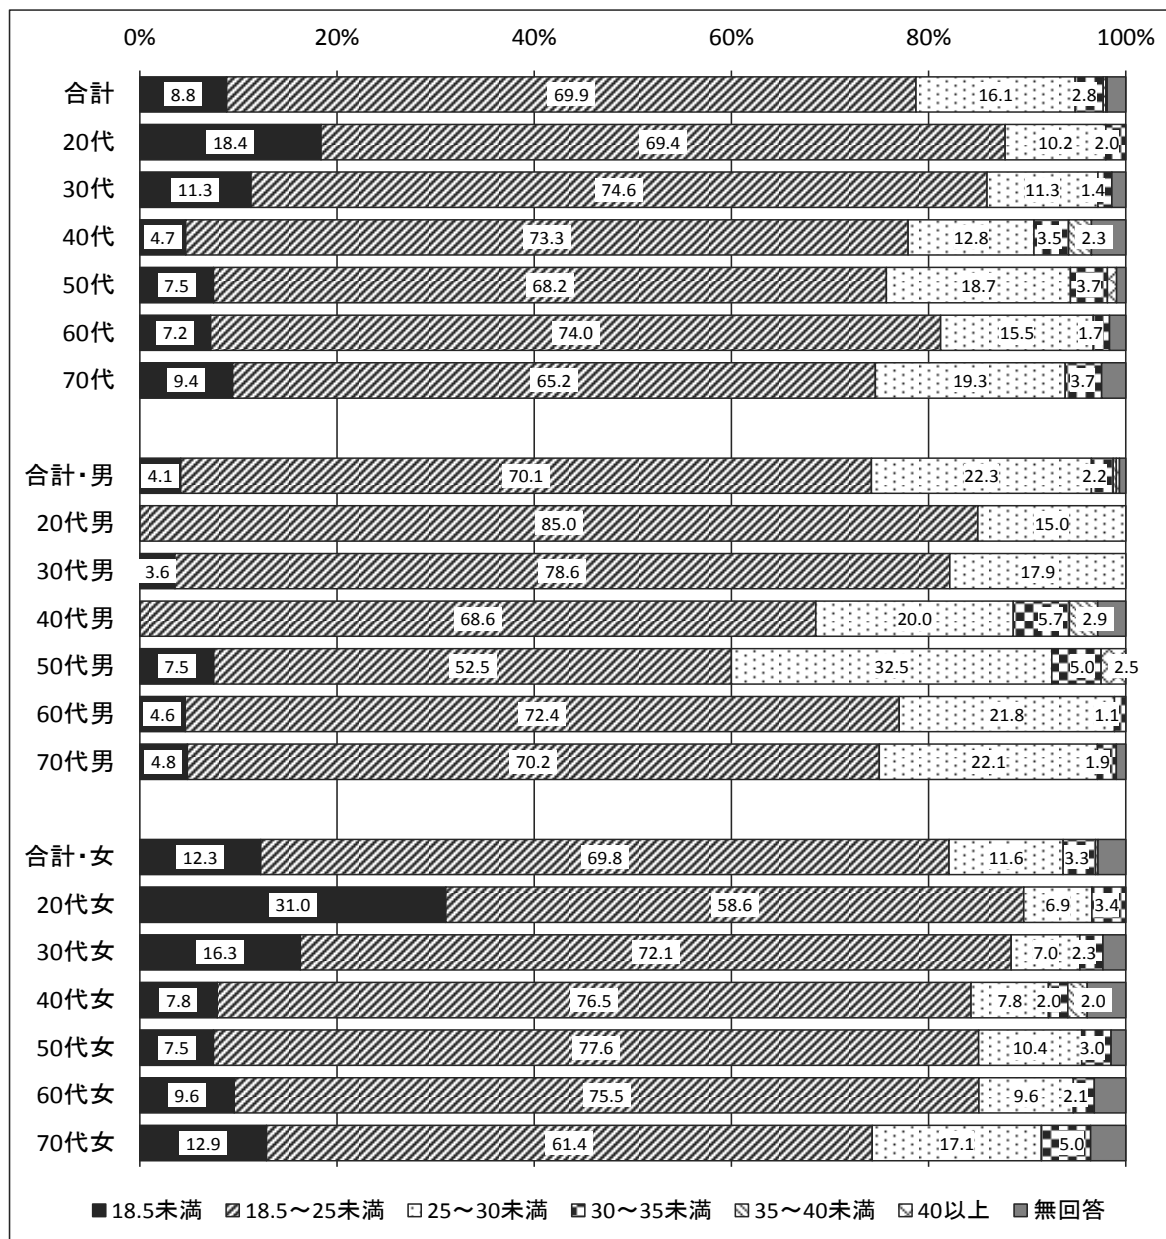 0% 20% 40% 60% 80% 100%
合計 8.8 69.9 16.1 2.8
20代 18.4 69.4 10.2 2.0
30代 11.3 74.6 11.3 1.4
40代 4.7 73.3 12.8 3.5 2.3
50代 7.5 68.2 18.7 3.7
60代 7.2 74.0 15.5 1.7
70代 9.4 65.2 19.3 3.7
合計・男 4.1 70.1 22.3 2.2
20代男 85.0 15.0
30代男 3.6 78.6 17.9
40代男 68.6 20.0 5.7 2.9
50代男 7.5 52.5 32.5 5.0 2.5
60代男 4.6 72.4 21.8 1.1
70代男 4.8 70.2 22.1 1.9
合計・女 12.3 69.8 11.6 3.3
20代女 31.0 58.6 6.9 3.4
30代女 16.3 72.1 7.0 2.3
40代女 7.8 76.5 7.8 2.0 2.0
50代女 7.5 77.6 10.4 3.0
60代女 9.6 75.5 9.6 2.1
70代女 12.9 61.4 17.1 5.0
18.5未満 18.5～25未満 25～30未満 30～35未満 35～40未満 40以上 無回答